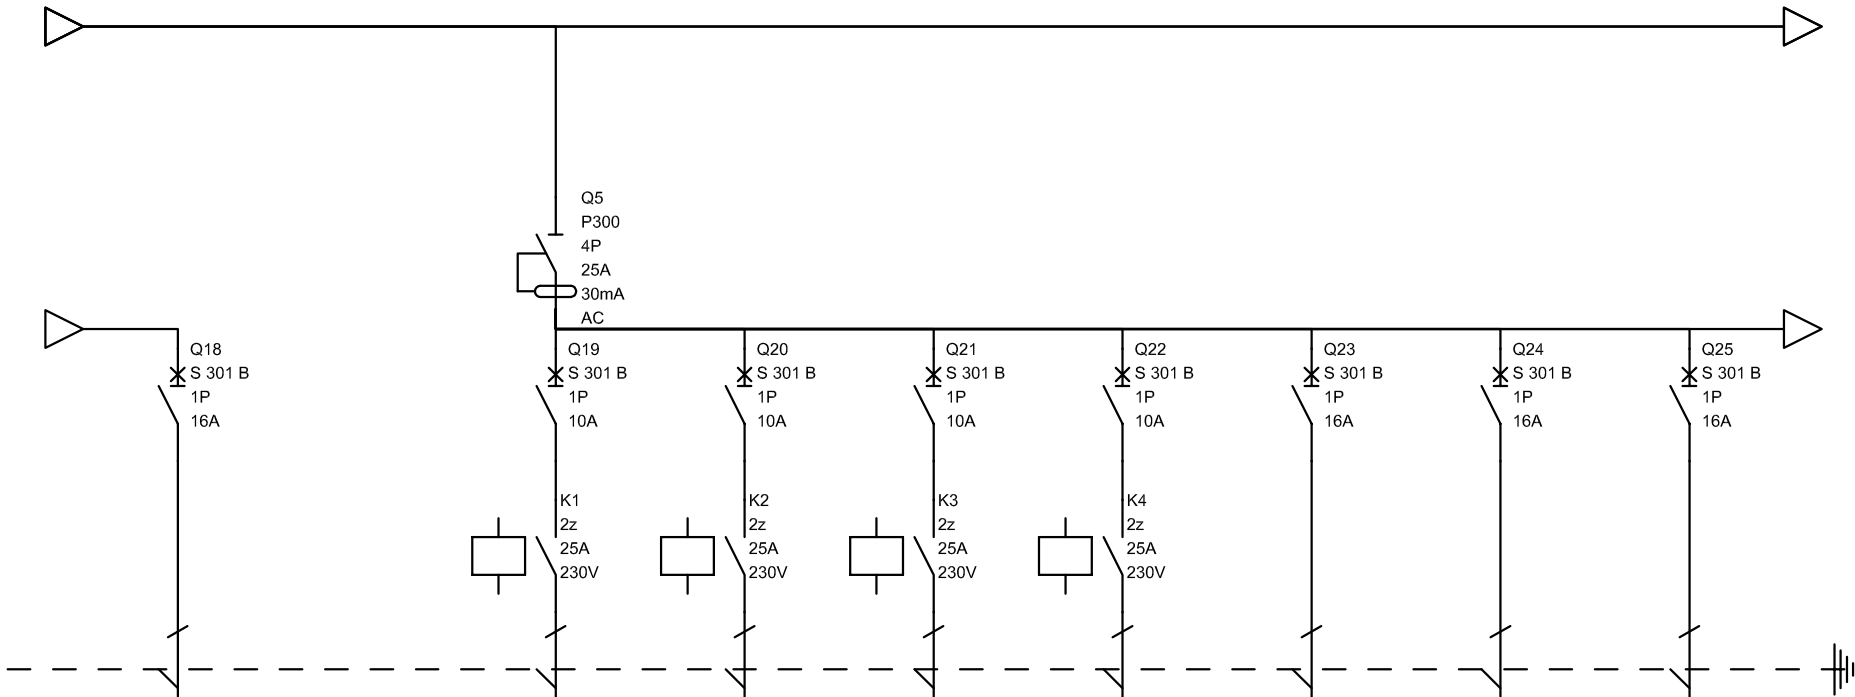 Q5
P300
4P
25A
30mA
AC
Q18
S 301 B
1P
16A
Q19
S 301 B
1P
10A
K1
2z
25A
230V
Q20
S 301 B
1P
10A
K2
2z
25A
230V
Q21
S 301 B
1P
10A
K3
2z
25A
230V
Q22
S 301 B
1P
10A
K4
2z
25A
230V
Q23
S 301 B
1P
16A
Q24
S 301 B
1P
16A
Q25
S 301 B
1P
16A